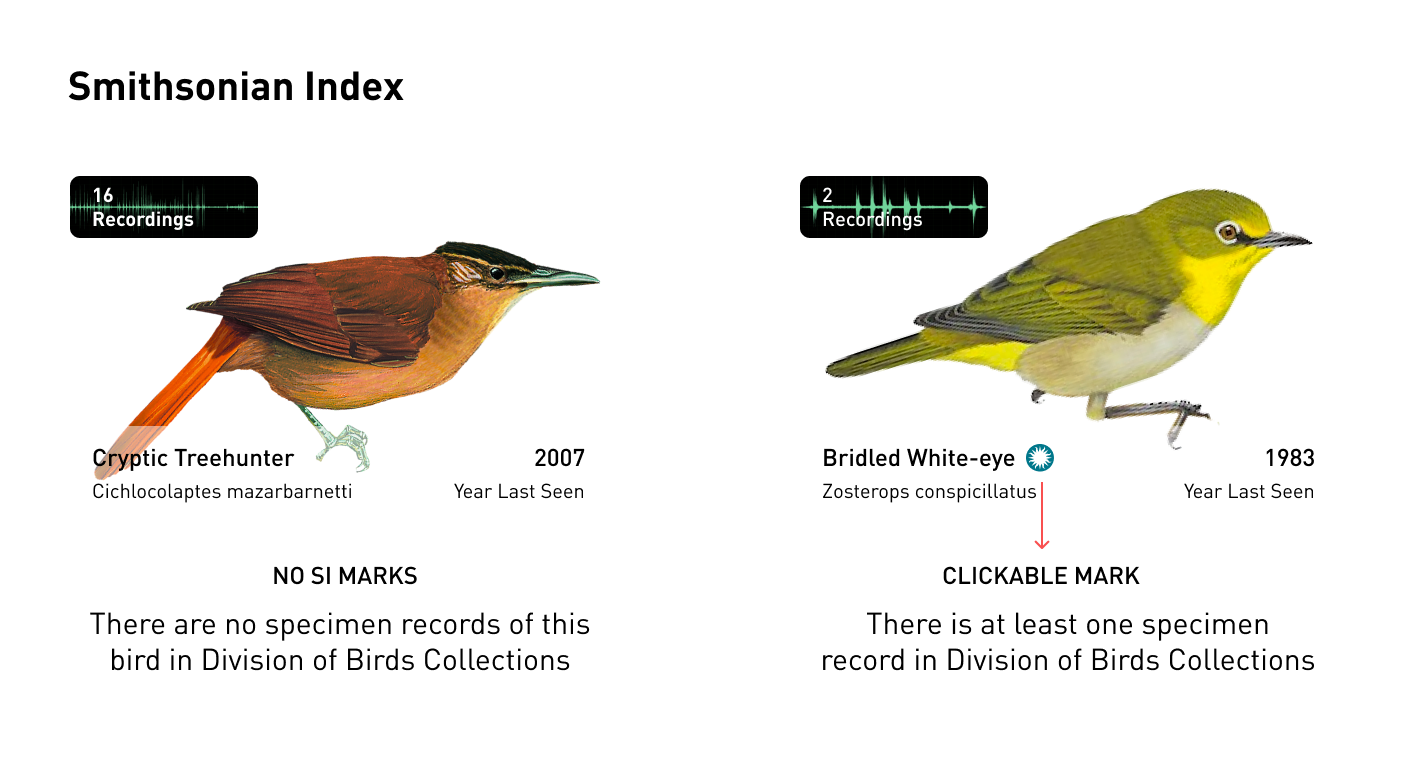 Smithsonian Index
16
Recordings
Cryptic Treehunter
2007
Cichlocolaptes mazarbarnetti
Year Last Seen
NO SI MARKS
There are no specimen records of this
bird in Division of Birds Collections
2
Recordings
Bridled White-eye
1983
Zosterops conspicillatus
Year Last Seen
CLICKABLE MARK
There is at least one specimen
record in Division of Birds Collections